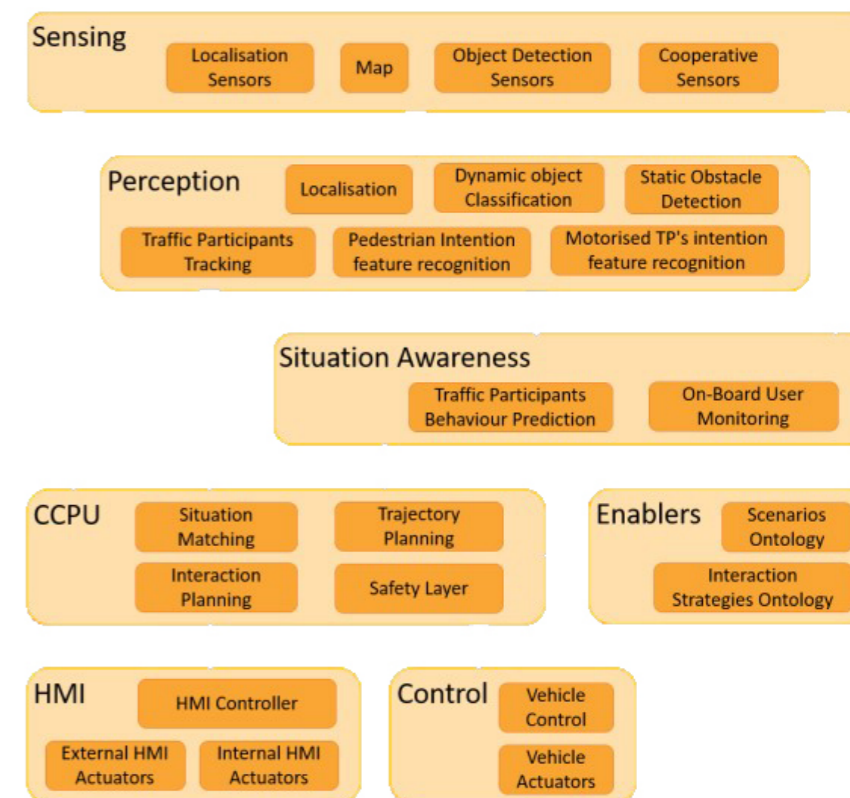 Sensing
Localisation
Sensors
Map
Object Detection
Sensors
Cooperative
Sensors
Perception
Localisation
Dynamic object
Classification
Static Obstacle
Detection
Traffic Participants
Tracking
Pedestrian Intention
feature recognition
Motorised TP's intention
feature recognition
Situation Awareness
Traffic Participants
Behaviour Prediction
On-Board User
Monitoring
CCPU
Situation
Matching
Trajectory
Planning
Interaction
Planning
Safety Layer
Enablers
Scenarios
Ontology
Interaction
Strategies Ontology
HMI
HMI Controller
External HMI
Actuators
Internal HMI
Actuators
Control
Vehicle
Control
Vehicle
Actuators